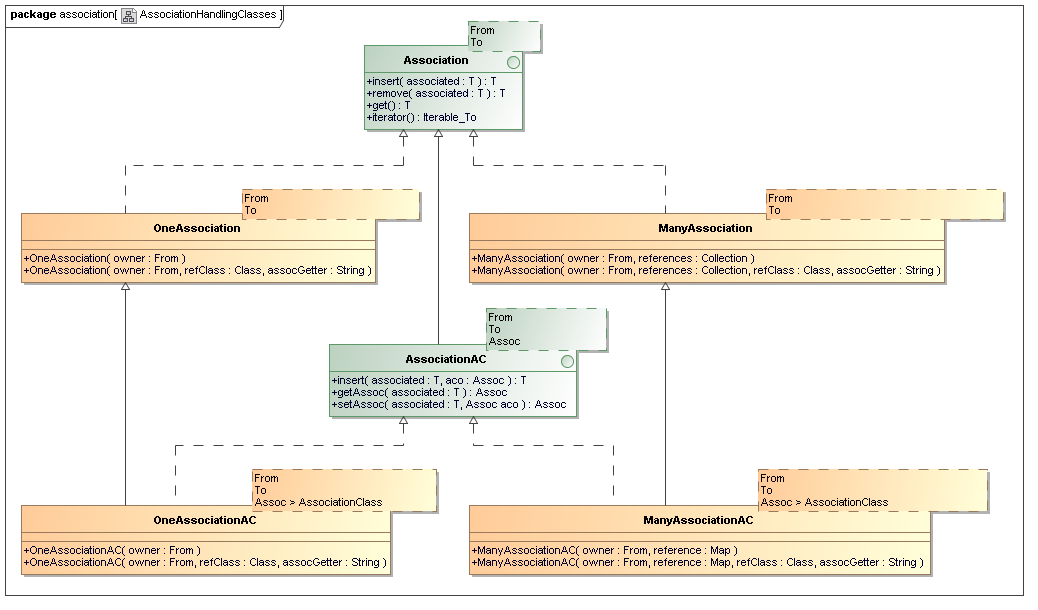 package association[ AssociationHandlingClasses ]
From
To
Association
+insert( associated : T ) : T
+remove( associated : T ) : T
+get() : T
+iterator() : Iterable_To
From
To
OneAssociation
+OneAssociation( owner : From )
+OneAssociation( owner : From, refClass : Class, assocGetter : String )
From
To
ManyAssociation
+ManyAssociation( owner : From, references : Collection )
+ManyAssociation( owner : From, references : Collection, refClass : Class, assocGetter : String )
From
To
Assoc
AssociationAC
+insert( associated : T, aco : Assoc ) : T
+getAssoc( associated : T ) : Assoc
+setAssoc( associated : T, Assoc aco ) : Assoc
From
To
Assoc > AssociationClass
OneAssociationAC
+OneAssociationAC( owner : From )
+OneAssociationAC( owner : From, refClass : Class, assocGetter : String )
From
To
Assoc > AssociationClass
ManyAssociationAC
+ManyAssociationAC( owner : From, reference : Map )
+ManyAssociationAC( owner : From, reference : Map, refClass : Class, assocGetter : String )